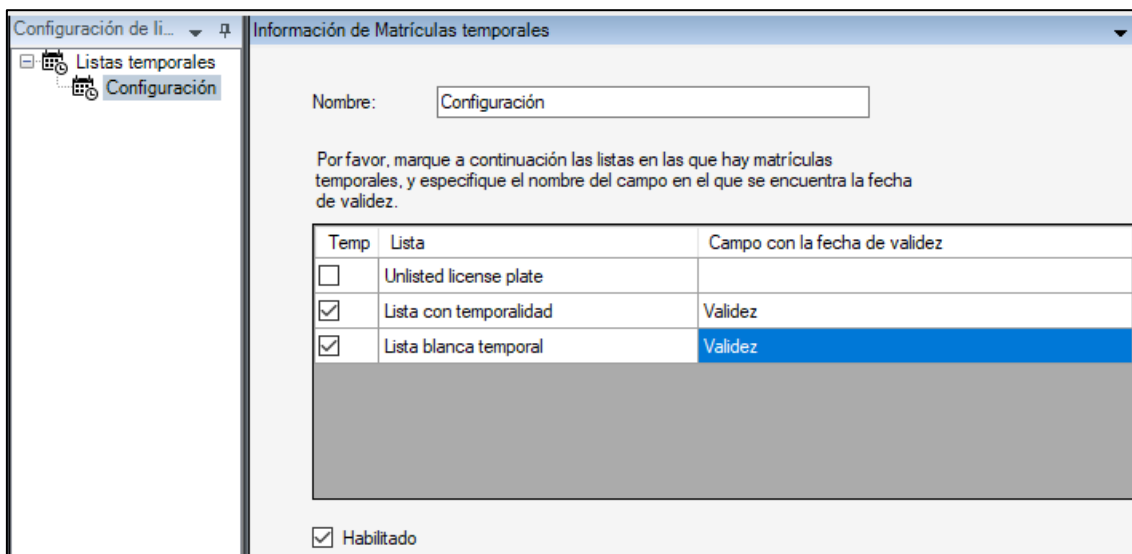 Configuración de li...
Información de Matrículas temporales
Listas temporales
Configuración
Nombre: Configuración
Por favor, marque a continuación las listas en las que hay matrículas
temporales, y especifique el nombre del campo en el que se encuentra la fecha
de validez.
Temp Lista Campo con la fecha de validez
Unlisted license plate
Lista con temporalidad Validez
Lista blanca temporal Validez
Habilitado